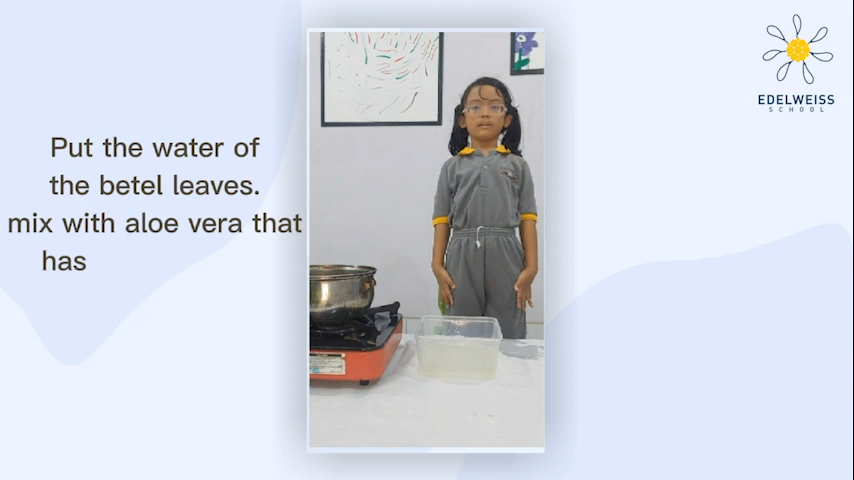 Put the water of
the betel leaves.
mix with aloe vera that
has
EDELWEISS
SCHOOL